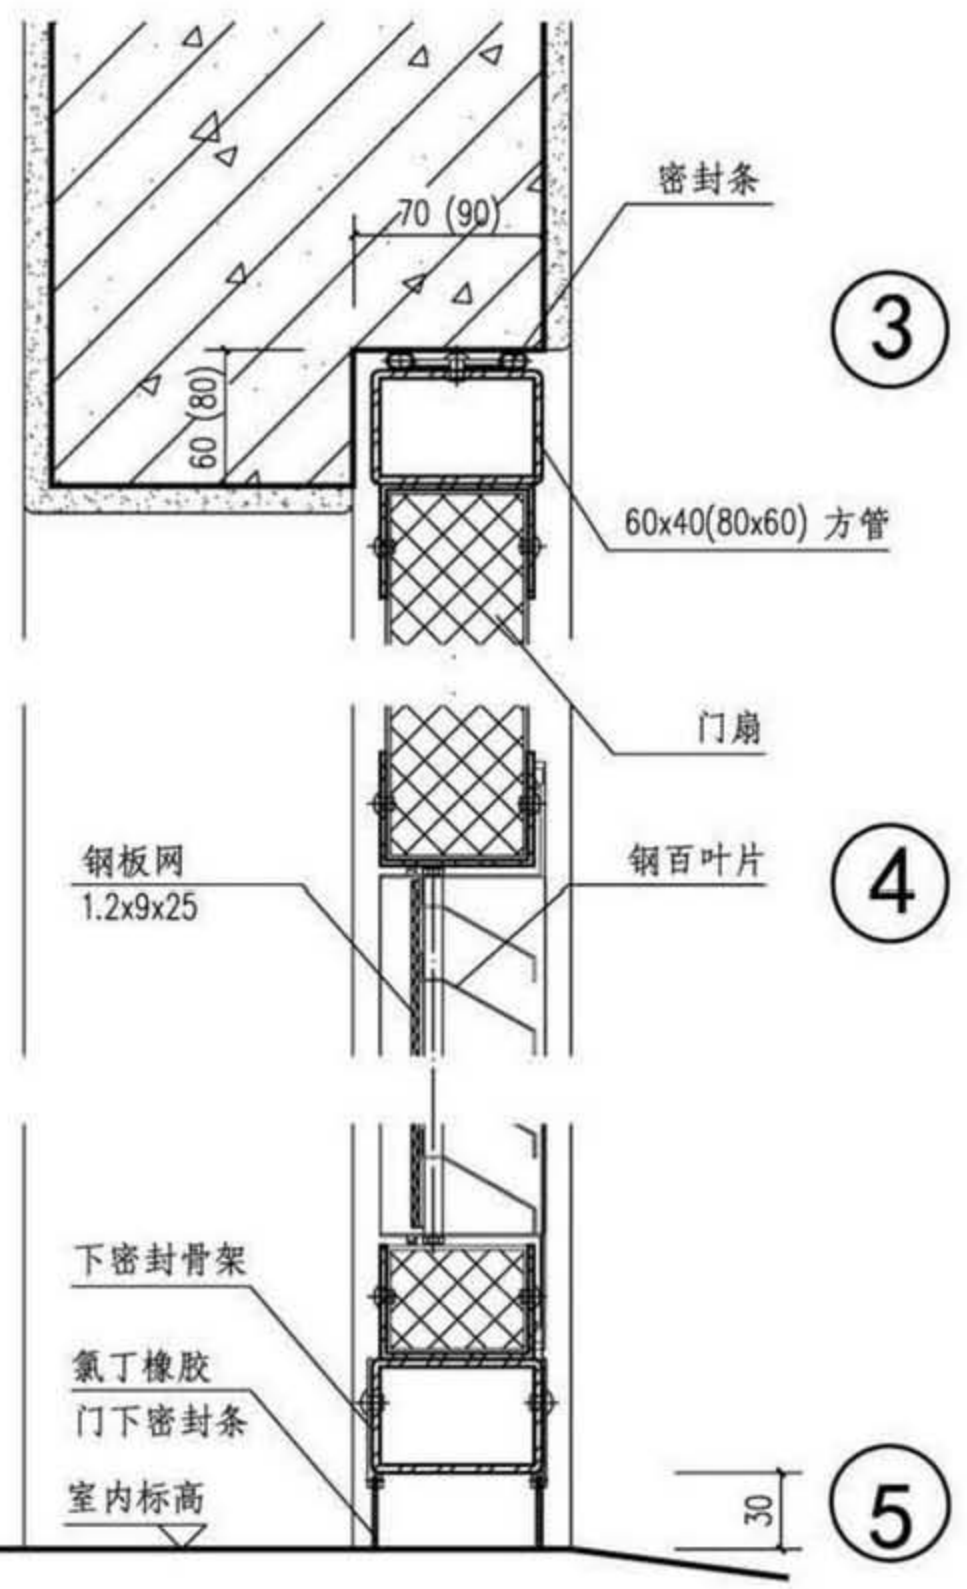 密封条
70 (90)
3
60 (80)
60x40(80x60) 方管
门扇
钢板网
1.2x9x25
钢百叶片
4
下密封骨架
氯丁橡胶
门下密封条
室内标高
30
5